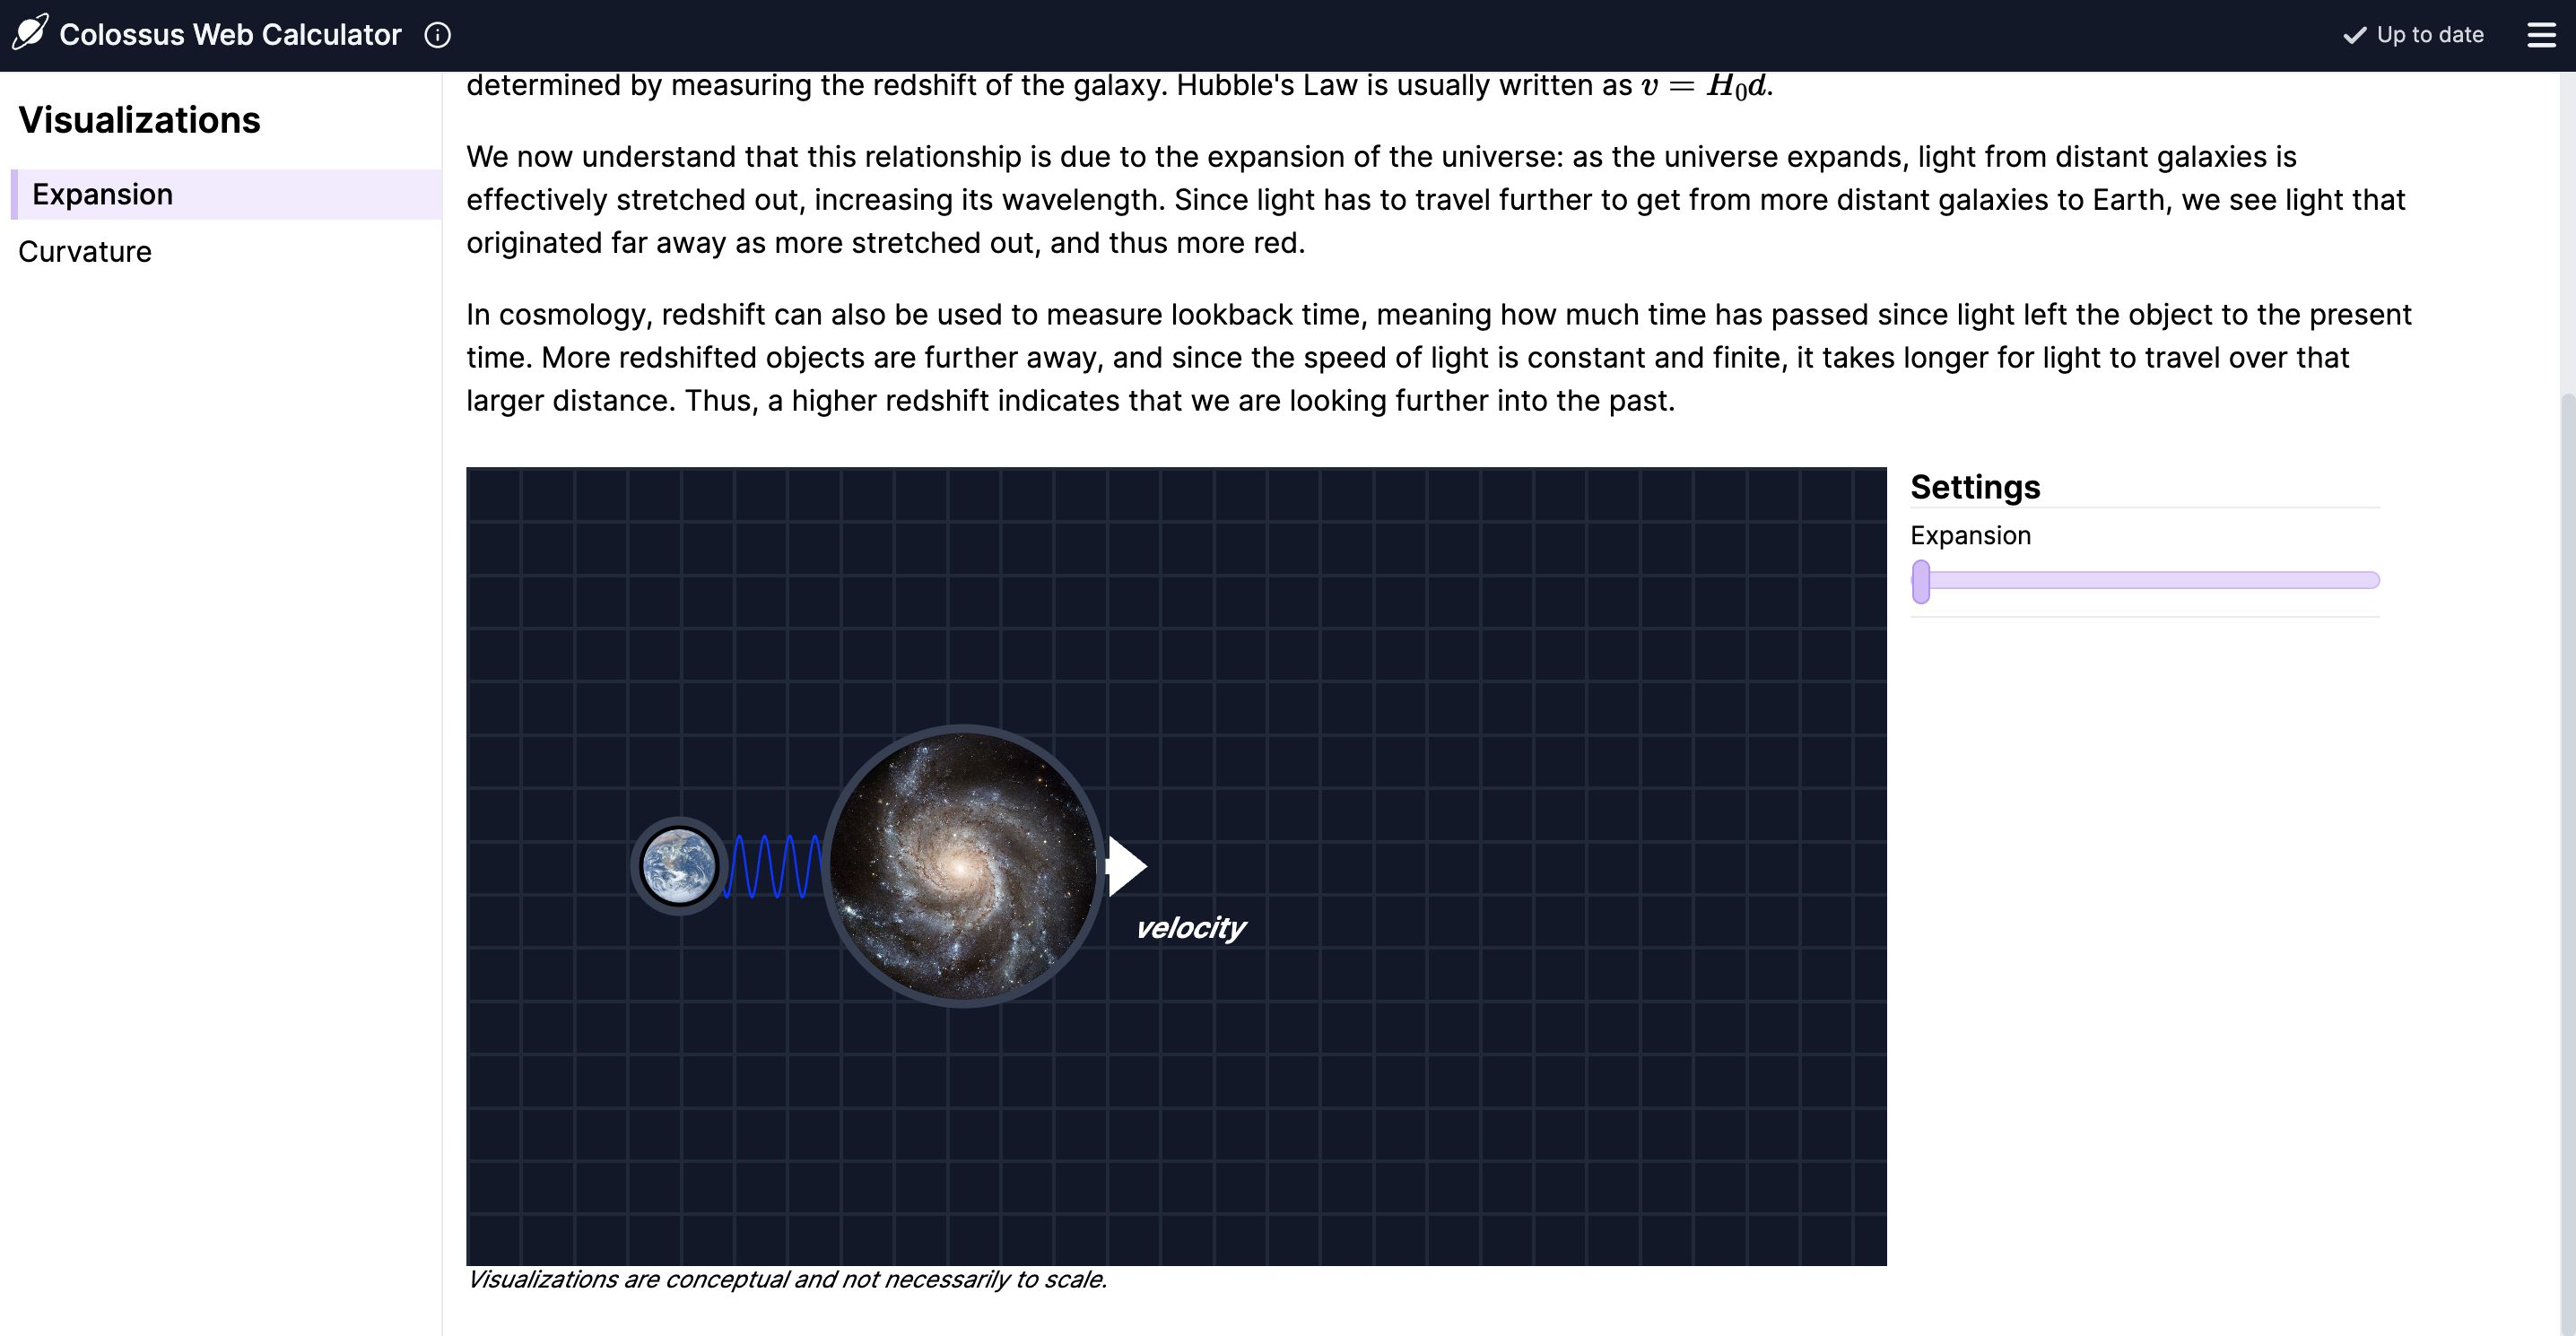 Colossus Web Calculator
Up to date
Visualizations
Expansion
Curvature
determined by measuring the redshift of the galaxy. Hubble's Law is usually written as v = H₀d.
We now understand that this relationship is due to the expansion of the universe: as the universe expands, light from distant galaxies is
effectively stretched out, increasing its wavelength. Since light has to travel further to get from more distant galaxies to Earth, we see light that
originated far away as more stretched out, and thus more red.
In cosmology, redshift can also be used to measure lookback time, meaning how much time has passed since light left the object to the present
time. More redshifted objects are further away, and since the speed of light is constant and finite, it takes longer for light to travel over that
larger distance. Thus, a higher redshift indicates that we are looking further into the past.
velocity
Visualizations are conceptual and not necessarily to scale.
Settings
Expansion